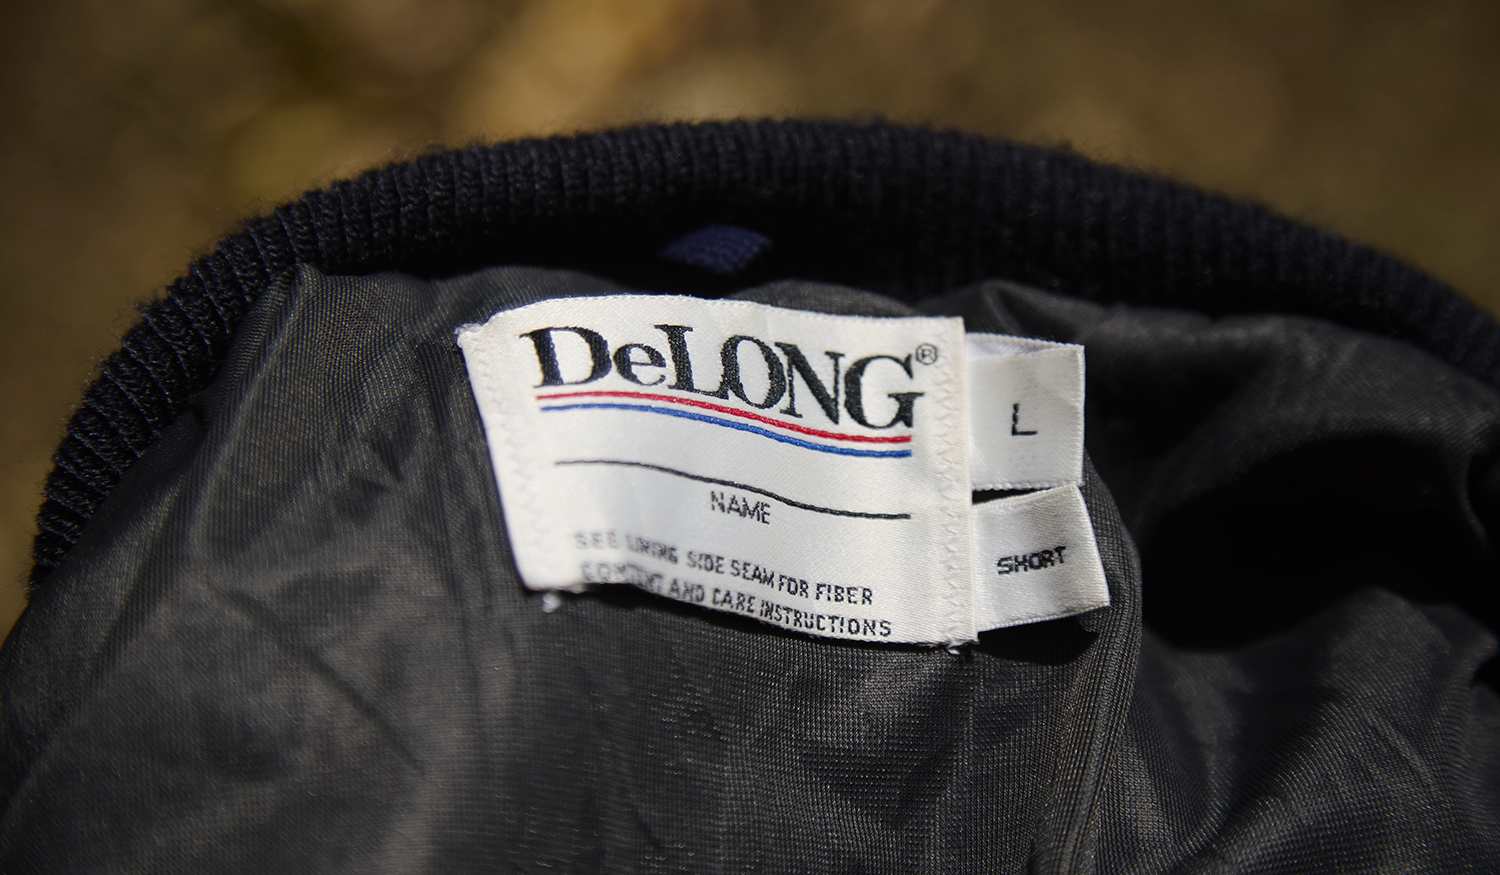 DeLONG®
NAME
SEE LINING SIDE SEAM FOR FIBER
CONTENT AND CARE INSTRUCTIONS
L
SHORT